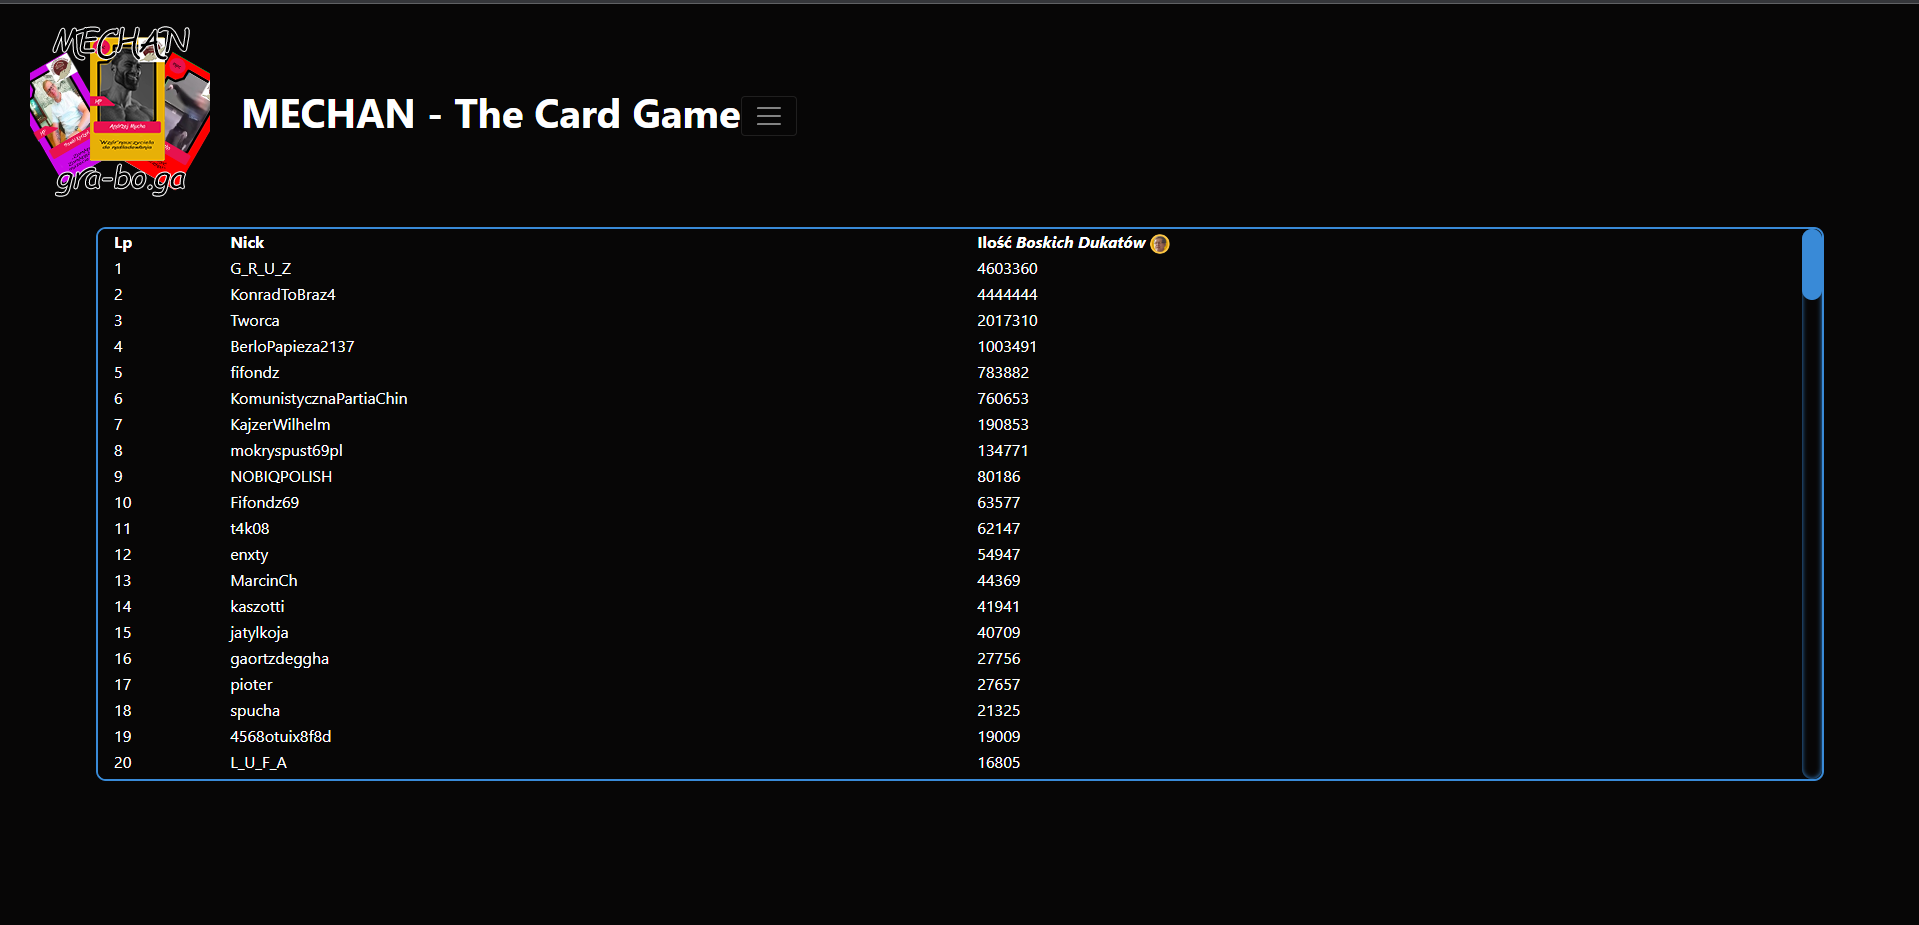 MECHAN
Andrzej Mucha
gra-bo.ga
MECHAN - The Card Game
Lp Nick Ilość Boskich Dukatów
1 G_R_U_Z 4603360
2 KonradToBraz4 4444444
3 Tworca 2017310
4 BerloPapieza2137 1003491
5 fifondz 783882
6 KomunistycznaPartiaChin 760653
7 KajzerWilhelm 190853
8 mokryspust69pl 134771
9 NOBIQPOLISH 80186
10 Fifondz69 63577
11 t4k08 62147
12 enxty 54947
13 MarcinCh 44369
14 kaszotti 41941
15 jatylkoja 40709
16 gaortzdeggha 27756
17 pioter 27657
18 spucha 21325
19 4568otuix8f8d 19009
20 L_U_F_A 16805